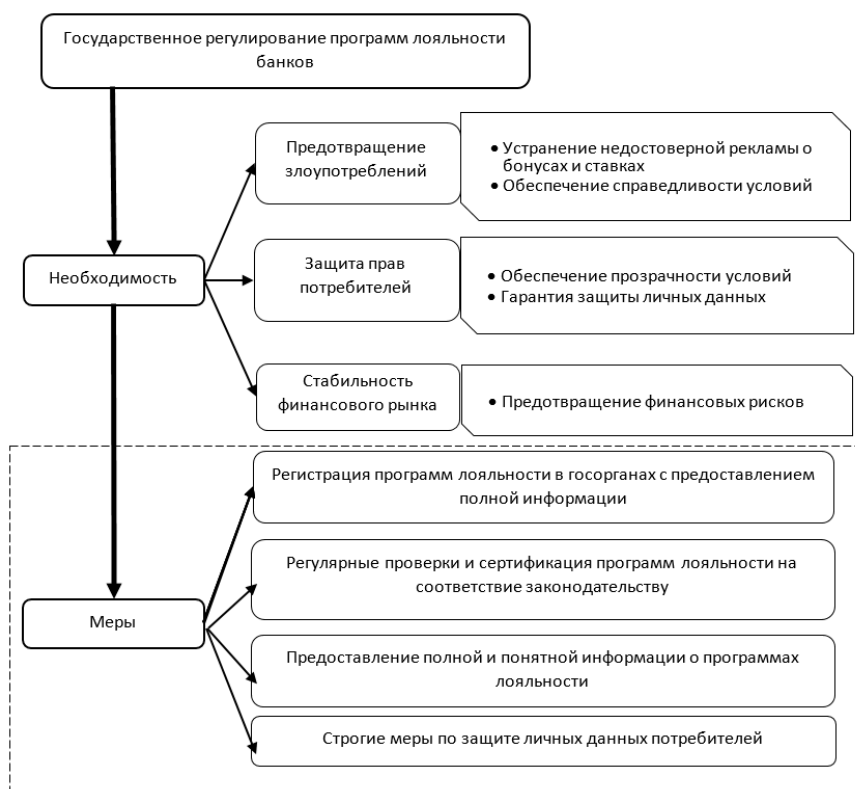 Государственное регулирование программ лояльности
банков
Предотвращение
злоупотреблений
• Устранение недостоверной рекламы о
бонусах и ставках
• Обеспечение справедливости условий
Необходимость
Защита прав
потребителей
• Обеспечение прозрачности условий
• Гарантия защиты личных данных
Стабильность
финансового рынка
• Предотвращение финансовых рисков
Регистрация программ лояльности в госорганах с предоставлением
полной информации
Регулярные проверки и сертификация программ лояльности на
соответствие законодательству
Меры
Предоставление полной и понятной информации о программах
лояльности
Строгие меры по защите личных данных потребителей